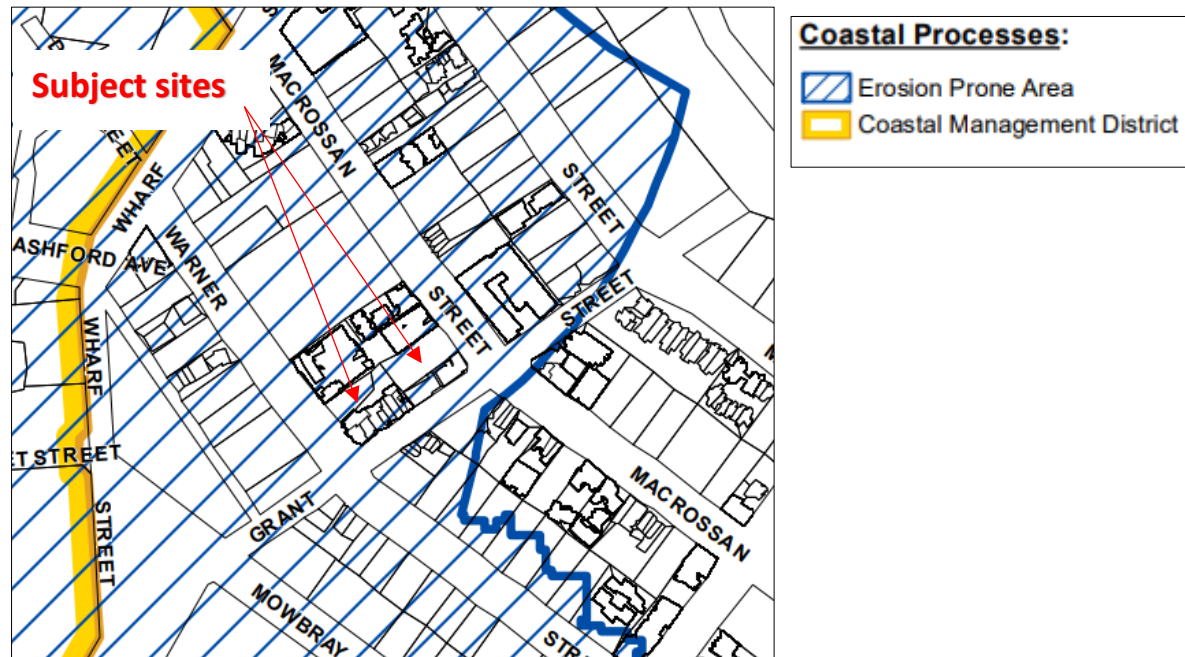 Subject sites
STREET
MACROSSAN
STREET
WHARF
ASHFORD AVE
WARNER
STREET
STREET
STREET
WHARF
STREET
STREET
MACROSSAN
GRANT
MOWBRAY
Coastal Processes:
Erosion Prone Area
Coastal Management District